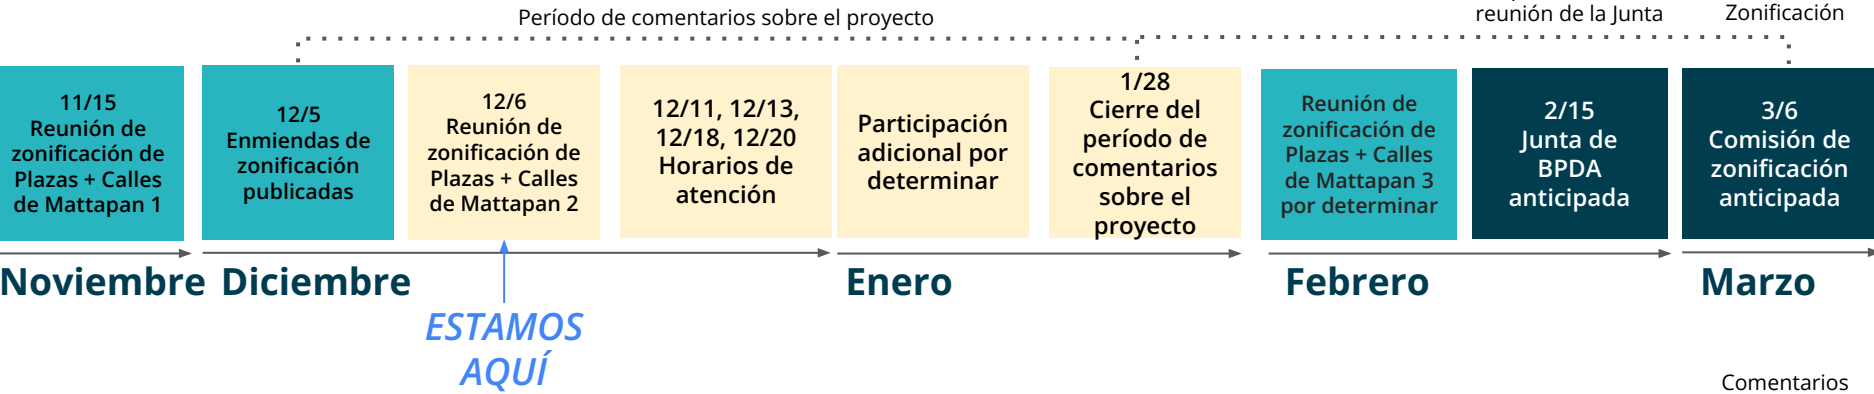 Período de comentarios sobre el proyecto
reunión de la Junta
Zonificación
11/15
Reunión de
zonificación de
Plazas + Calles
de Mattapan 1
12/5
Enmiendas de
zonificación
publicadas
12/6
Reunión de
zonificación de
Plazas + Calles
de Mattapan 2
12/11, 12/13,
12/18, 12/20
Horarios de
atención
Participación
adicional por
determinar
1/28
Cierre del
período de
comentarios
sobre el
proyecto
Reunión de
zonificación de
Plazas + Calles
de Mattapan 3
por determinar
2/15
Junta de
BPDA
anticipada
3/6
Comisión de
zonificación
anticipada
Noviembre
Diciembre
Enero
Febrero
Marzo
ESTAMOS
AQUÍ
Comentarios